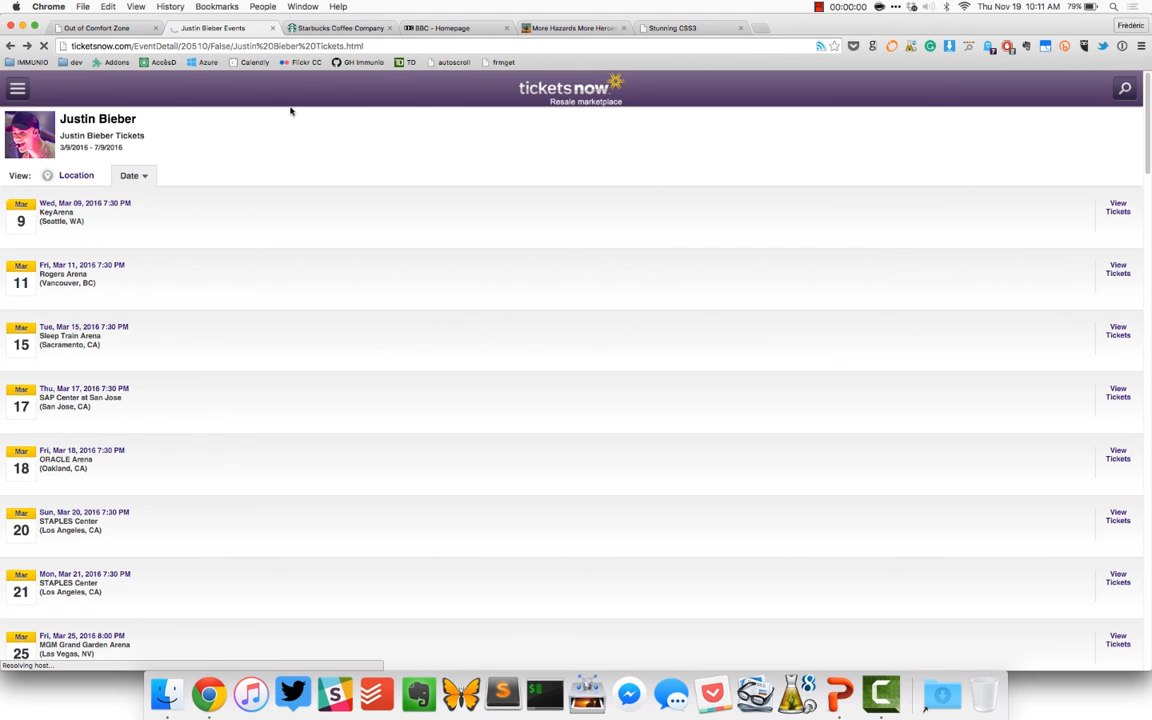 Chrome File Edit View History Bookmarks People Window Help 00:00:00 79% Thu Nov 19 10:11 AM
Out of Comfort Zone Justin Bieber Events Starbucks Coffee Company BBC - Homepage More Hazards More Heroes Stunning CSS3 Frédéric
ticketsnow.com/EventDetail/20510/False/Justin%20Bieber%20Tickets.html
IMMUNIO dev Addons AccèsD Azure Calendly Flickr CC GH Immunio TD autoscroll frmget
ticketsnow
Resale marketplace
Justin Bieber
Justin Bieber Tickets
3/9/2016 - 7/9/2016
View: Location Date
Mar 9
Wed, Mar 09, 2016 7:30 PM
KeyArena
(Seattle, WA)
View
Tickets
Mar 11
Fri, Mar 11, 2016 7:30 PM
Rogers Arena
(Vancouver, BC)
View
Tickets
Mar 15
Tue, Mar 15, 2016 7:30 PM
Sleep Train Arena
(Sacramento, CA)
View
Tickets
Mar 17
Thu, Mar 17, 2016 7:30 PM
SAP Center at San Jose
(San Jose, CA)
View
Tickets
Mar 18
Fri, Mar 18, 2016 7:30 PM
ORACLE Arena
(Oakland, CA)
View
Tickets
Mar 20
Sun, Mar 20, 2016 7:30 PM
STAPLES Center
(Los Angeles, CA)
View
Tickets
Mar 21
Mon, Mar 21, 2016 7:30 PM
STAPLES Center
(Los Angeles, CA)
View
Tickets
Mar 25
Fri, Mar 25, 2016 8:00 PM
MGM Grand Garden Arena
(Las Vegas, NV)
View
Tickets
Resolving host...